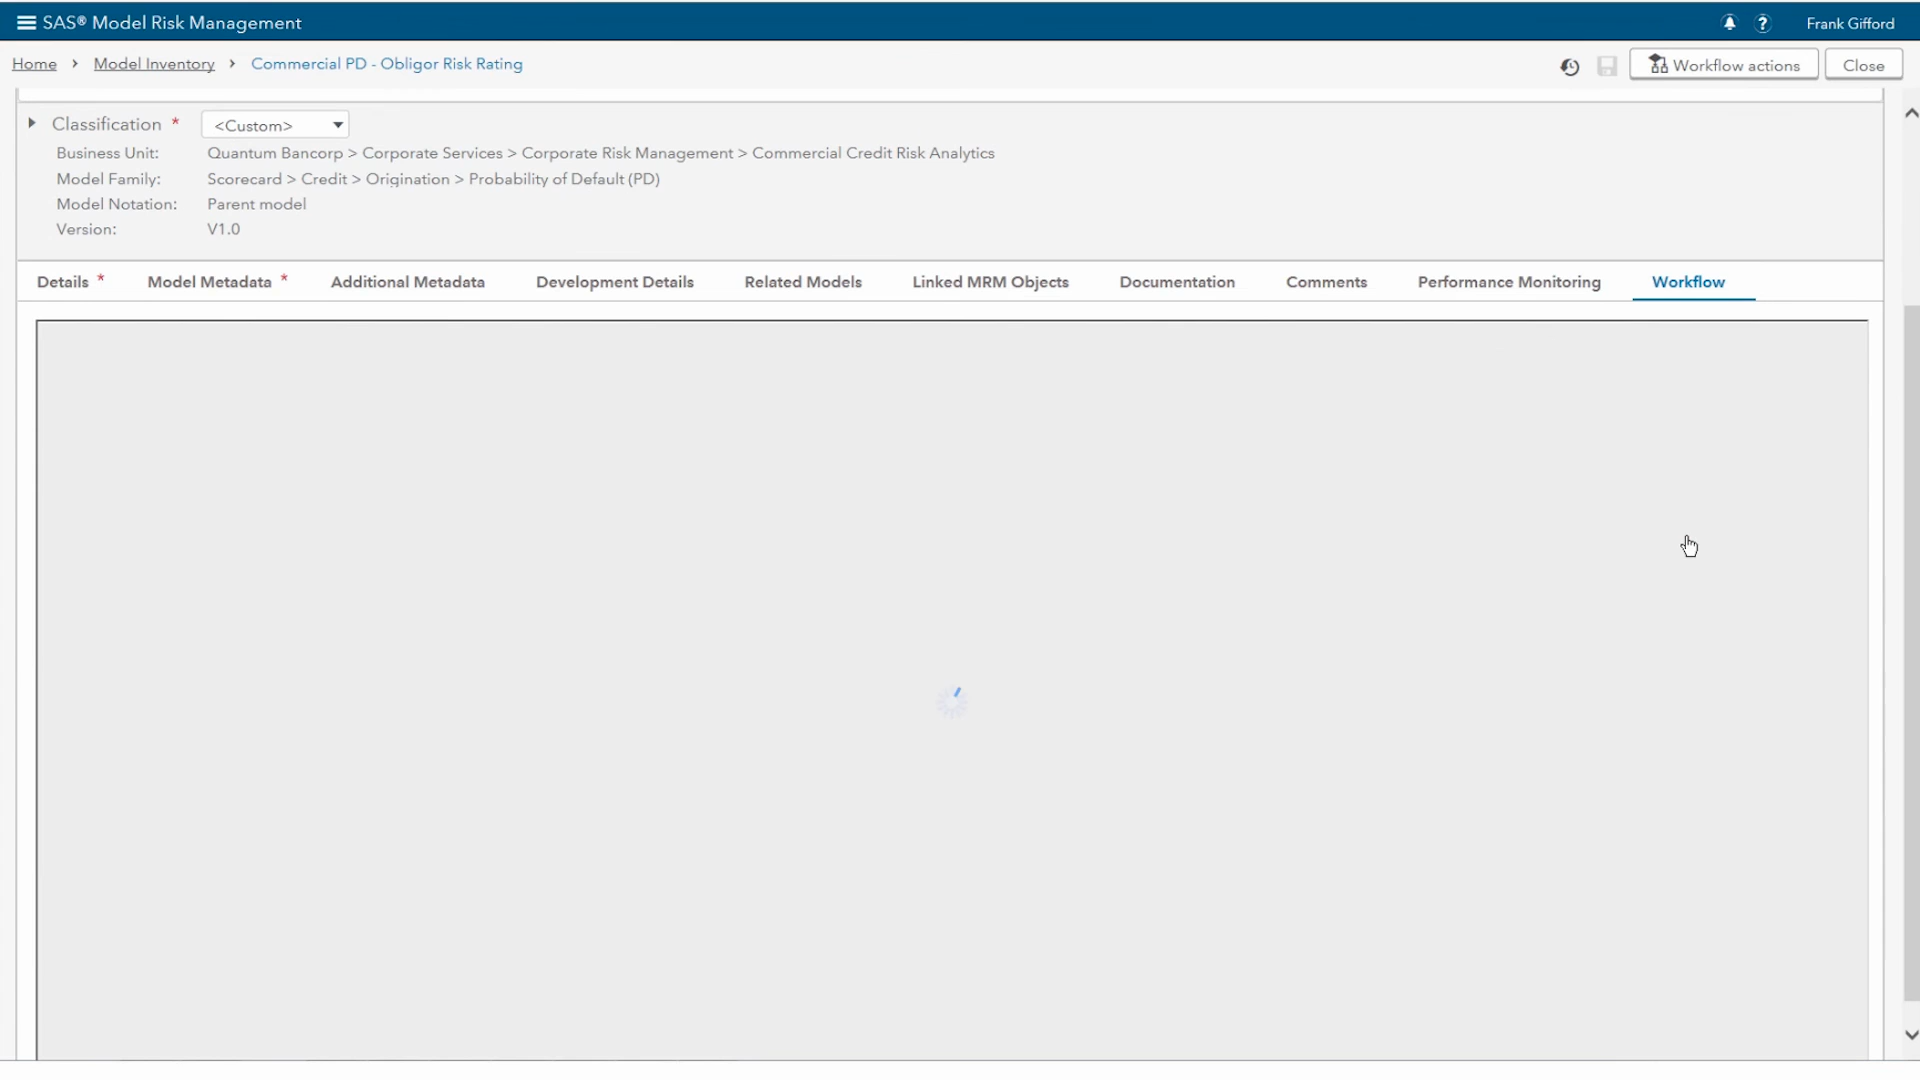 SAS® Model Risk Management
? Frank Gifford
Home > Model Inventory > Commercial PD - Obligor Risk Rating
Workflow actions Close
Classification * <Custom>
Business Unit: Quantum Bancorp > Corporate Services > Corporate Risk Management > Commercial Credit Risk Analytics
Model Family: Scorecard > Credit > Origination > Probability of Default (PD)
Model Notation: Parent model
Version: V1.0
Details * Model Metadata * Additional Metadata Development Details Related Models Linked MRM Objects Documentation Comments Performance Monitoring Workflow